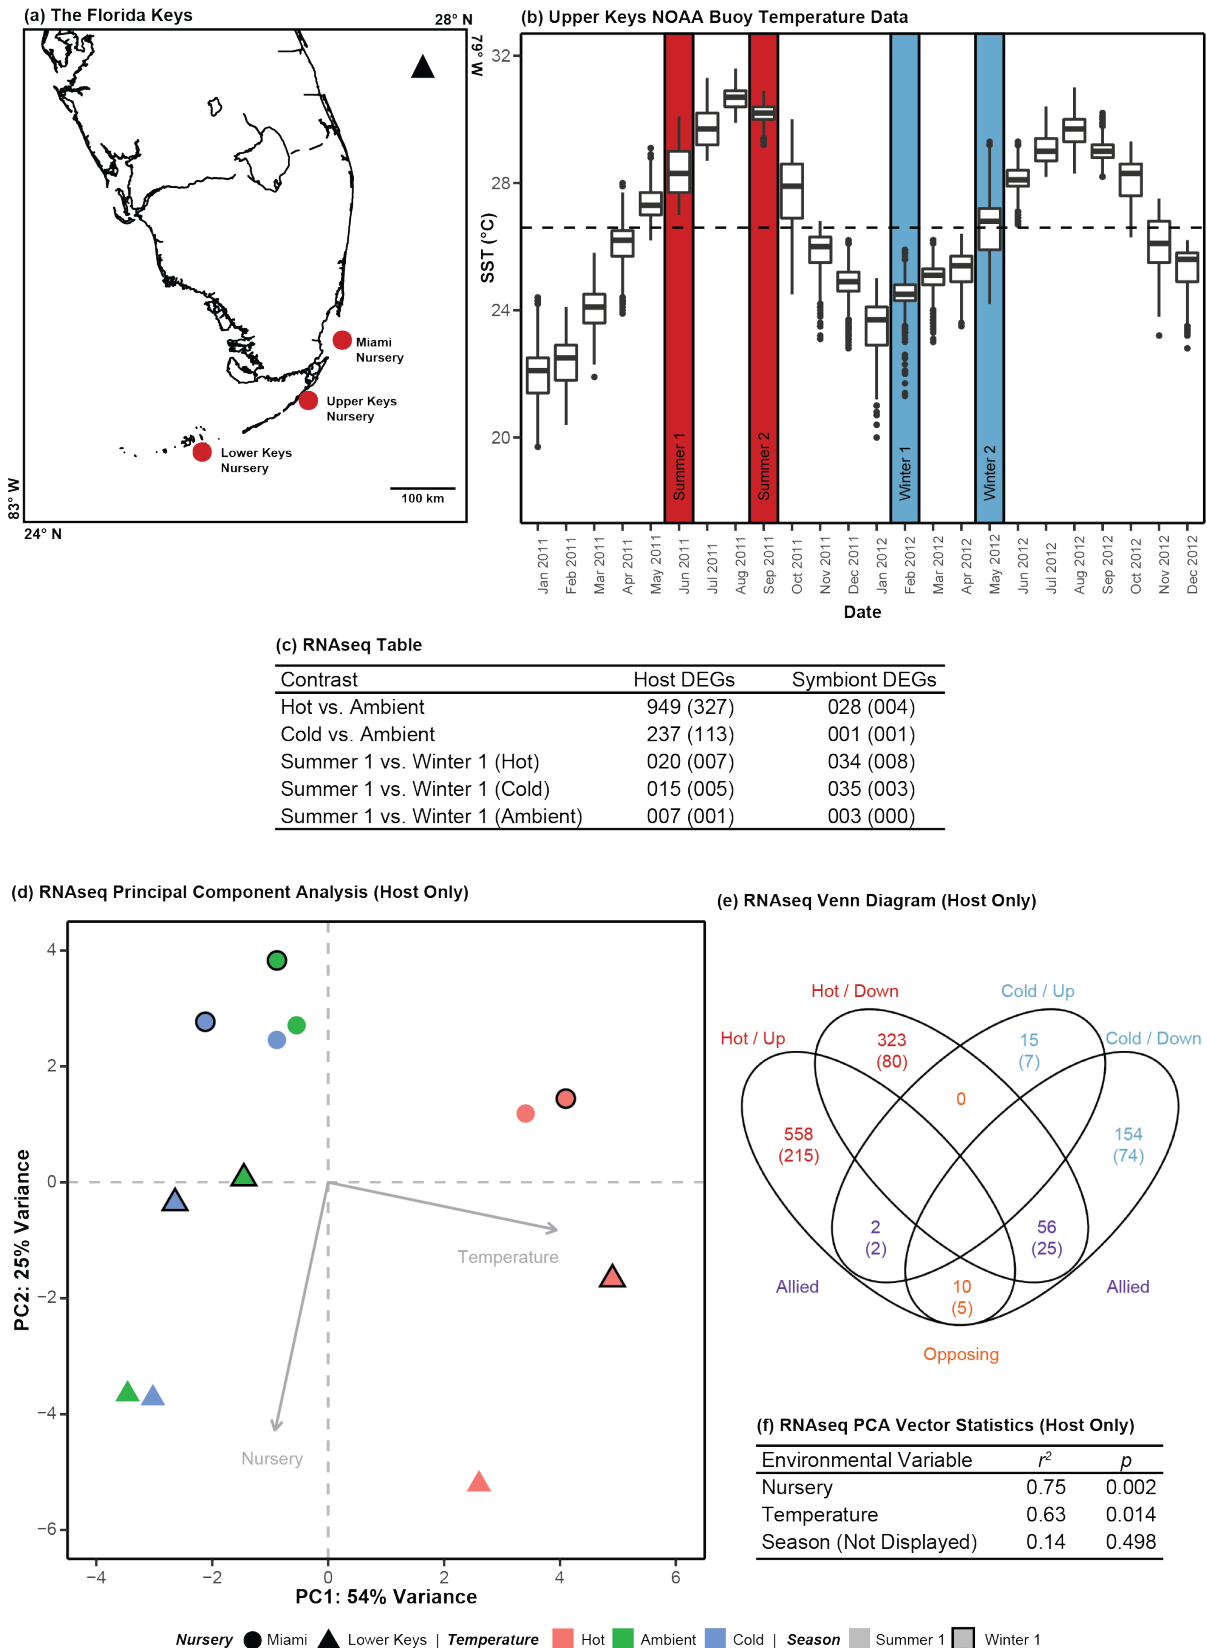 (a) The Florida Keys
28° N
79° W
Miami
Nursery
Upper Keys
Nursery
Lower Keys
Nursery
100 km
83° W
24° N
(b) Upper Keys NOAA Buoy Temperature Data
SST (°C)
32
28
24
20
Summer 1
Summer 2
Winter 1
Winter 2
Jan 2011
Feb 2011
Mar 2011
Apr 2011
May 2011
Jun 2011
Jul 2011
Aug 2011
Sep 2011
Oct 2011
Nov 2011
Dec 2011
Jan 2012
Feb 2012
Mar 2012
Apr 2012
May 2012
Jun 2012
Jul 2012
Aug 2012
Sep 2012
Oct 2012
Nov 2012
Dec 2012
Date
(c) RNAseq Table
Contrast Host DEGs Symbiont DEGs
Hot vs. Ambient 949 (327) 028 (004)
Cold vs. Ambient 237 (113) 001 (001)
Summer 1 vs. Winter 1 (Hot) 020 (007) 034 (008)
Summer 1 vs. Winter 1 (Cold) 015 (005) 035 (003)
Summer 1 vs. Winter 1 (Ambient) 007 (001) 003 (000)
(d) RNAseq Principal Component Analysis (Host Only)
PC2: 25% Variance
4
2
0
−2
−4
−6
Temperature
Nursery
−4 −2 0 2 4 6
PC1: 54% Variance
(e) RNAseq Venn Diagram (Host Only)
Hot / Down Cold / Up
Hot / Up Cold / Down
323
(80)
15
(7)
0
558
(215)
154
(74)
2
(2)
56
(25)
10
(5)
Allied Allied
Opposing
(f) RNAseq PCA Vector Statistics (Host Only)
Environmental Variable r² p
Nursery 0.75 0.002
Temperature 0.63 0.014
Season (Not Displayed) 0.14 0.498
Nursery Miami Lower Keys | Temperature Hot Ambient Cold | Season Summer 1 Winter 1